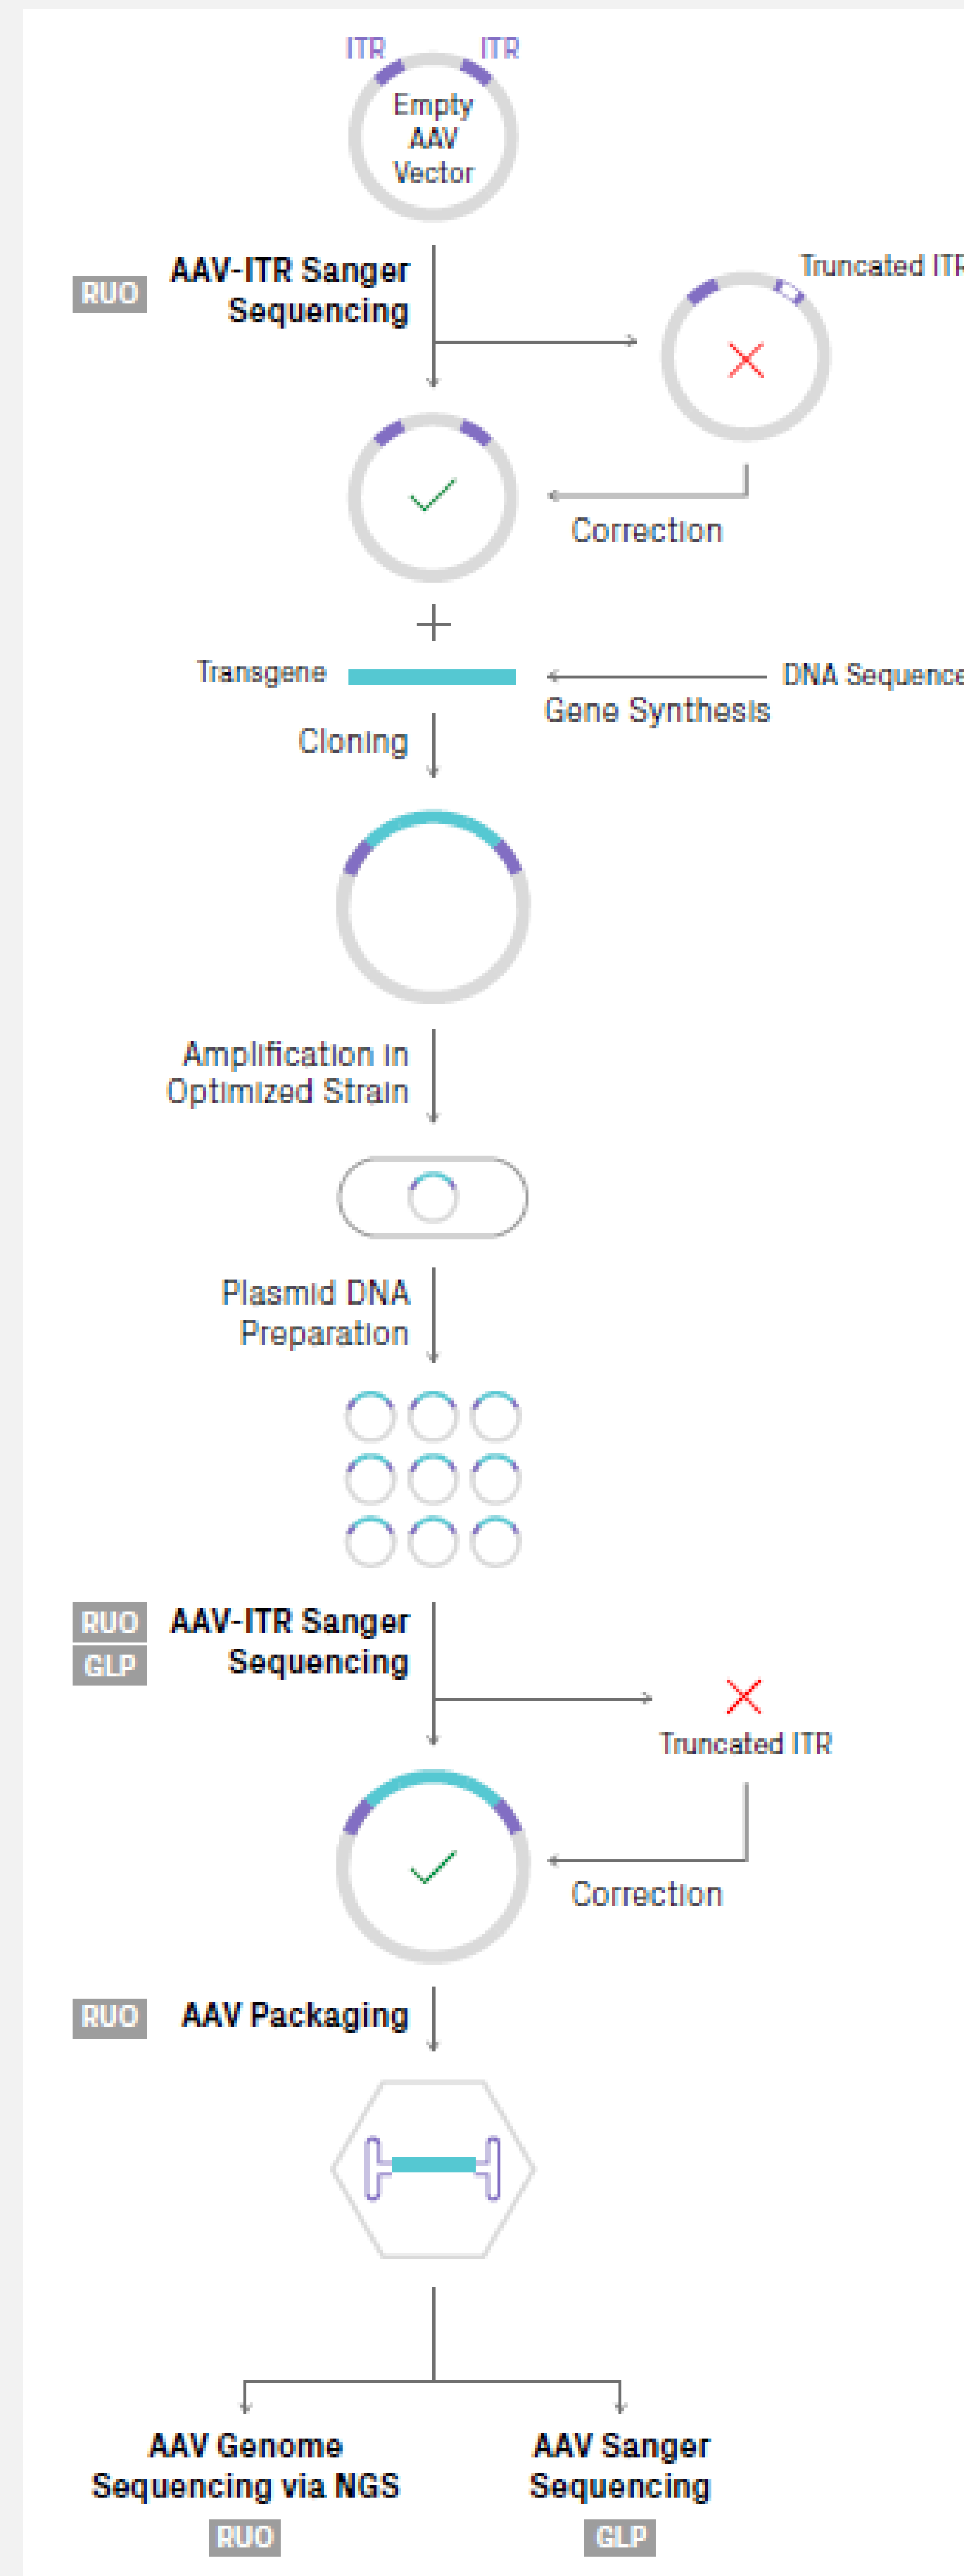 ITR ITR
Empty
AAV
Vector
RUO
AAV-ITR Sanger
Sequencing
Truncated ITR
Correction
Transgene
DNA Sequence
Gene Synthesis
Cloning
Amplification in
Optimized Strain
Plasmid DNA
Preparation
RUO
GLP
AAV-ITR Sanger
Sequencing
Truncated ITR
Correction
RUO
AAV Packaging
AAV Genome
Sequencing via NGS
RUO
AAV Sanger
Sequencing
GLP